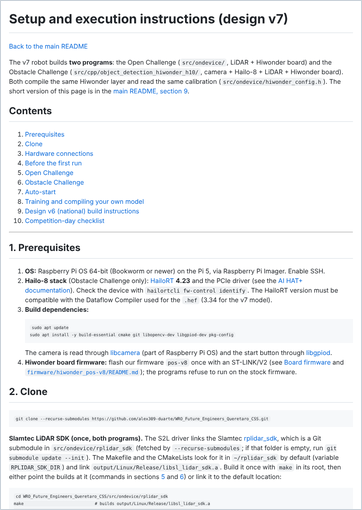 Setup and execution instructions (design v7)
Back to the main README
The v7 robot builds two programs: the Open Challenge ( src/ondevice/ , LiDAR + Hiwonder board) and the
Obstacle Challenge ( src/cpp/object_detection_hiwonder_h10/ , camera + Hailo-8 + LiDAR + Hiwonder board).
Both compile the same Hiwonder layer and read the same calibration ( src/ondevice/hiwonder_config.h ). The
short version of this page is in the main README, section 9.
Contents
1. Prerequisites
2. Clone
3. Hardware connections
4. Before the first run
5. Open Challenge
6. Obstacle Challenge
7. Auto-start
8. Training and compiling your own model
9. Design v6 (national) build instructions
10. Competition-day checklist
1. Prerequisites
1. OS: Raspberry Pi OS 64-bit (Bookworm or newer) on the Pi 5, via Raspberry Pi Imager. Enable SSH.
2. Hailo-8 stack (Obstacle Challenge only): HailoRT 4.23 and the PCIe driver (see the AI HAT+
documentation). Check the device with hailortcli fw-control identify . The HailoRT version must be
compatible with the Dataflow Compiler used for the .hef (3.34 for the v7 model).
3. Build dependencies:
sudo apt update
sudo apt install -y build-essential cmake git libopencv-dev libgpiod-dev pkg-config
The camera is read through libcamera (part of Raspberry Pi OS) and the start button through libgpiod.
4. Hiwonder board firmware: flash our firmware pos-v8 once with an ST-LINK/V2 (see Board firmware and
firmware/hiwonder_pos-v8/README.md ); the programs refuse to run on the stock firmware.
2. Clone
git clone --recurse-submodules https://github.com/alex309-duarte/WRO_Future_Engineers_Queretaro_CSS.git
Slamtec LiDAR SDK (once, both programs). The S2L driver links the Slamtec rplidar_sdk, which is a Git
submodule in src/ondevice/rplidar_sdk (fetched by --recurse-submodules ; if that folder is empty, run git
submodule update --init ). The Makefile and the CMakeLists look for it in ~/rplidar_sdk by default (variable
RPLIDAR_SDK_DIR ) and link output/Linux/Release/libsl_lidar_sdk.a . Build it once with make in its root, then
either point the builds at it (commands in sections 5 and 6) or link it to the default location:
cd WRO_Future_Engineers_Queretaro_CSS/src/ondevice/rplidar_sdk
make # builds output/Linux/Release/libsl_lidar_sdk.a